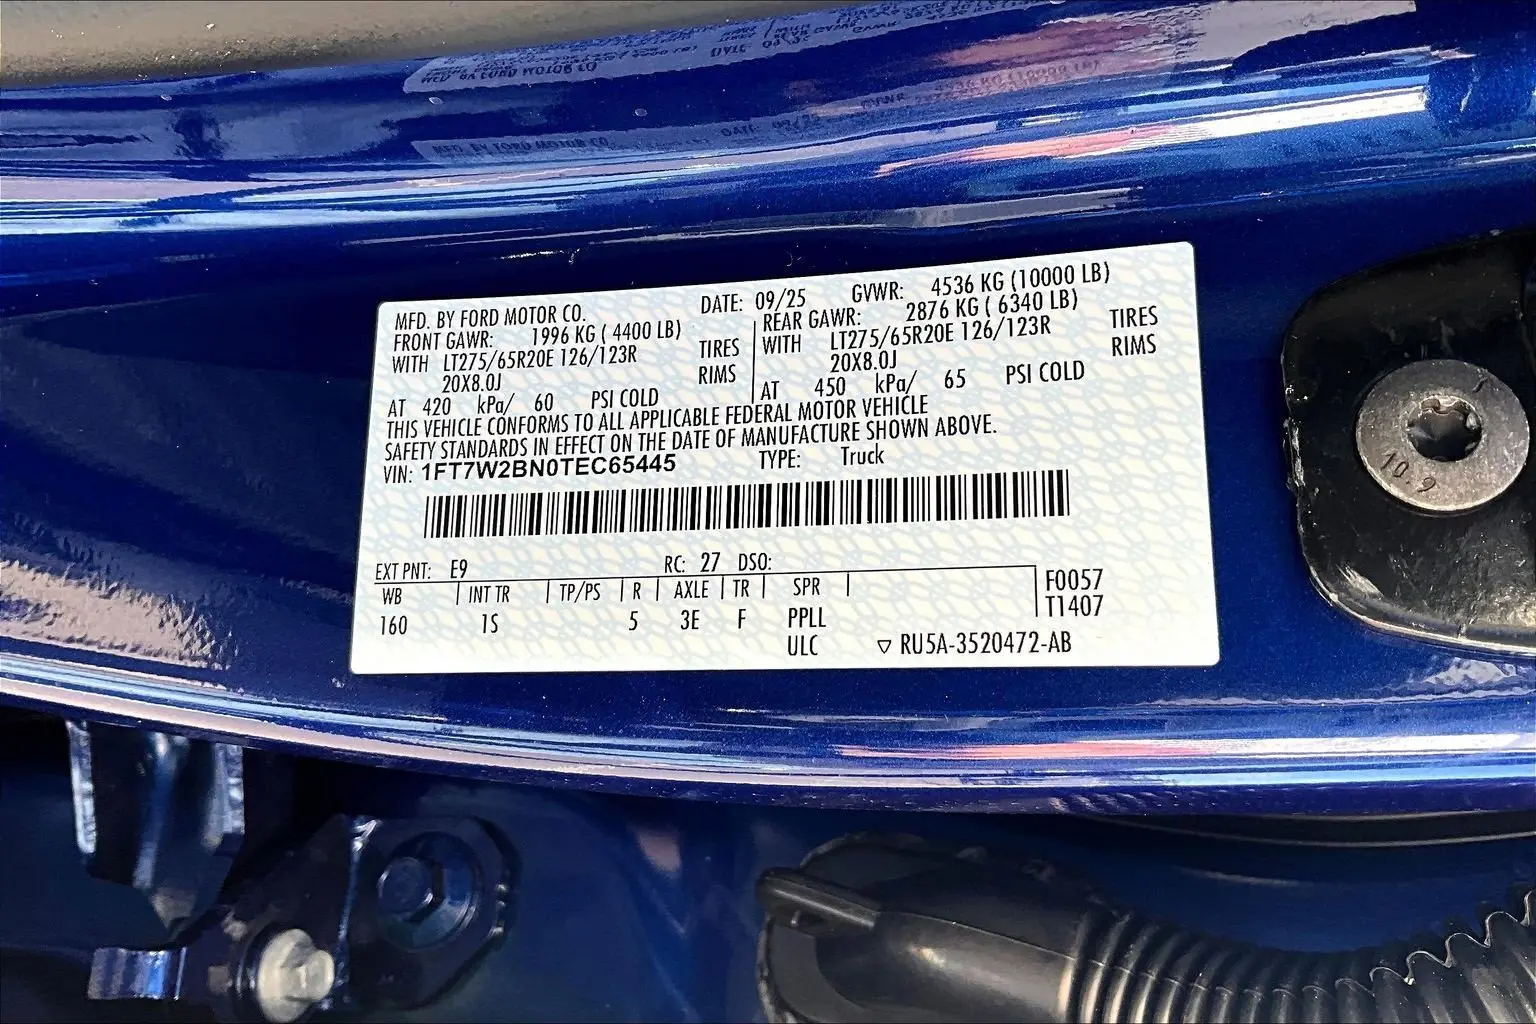 MFD. BY FORD MOTOR CO. DATE: 09/25 GVWR: 4536 KG (10000 LB)
FRONT GAWR: 1996 KG ( 4400 LB)
WITH LT275/65R20E 126/123R TIRES
20X8.0J RIMS
AT 420 kPa/ 60 PSI COLD
REAR GAWR: 2876 KG ( 6340 LB)
WITH LT275/65R20E 126/123R TIRES
20X8.0J RIMS
AT 450 kPa/ 65 PSI COLD
THIS VEHICLE CONFORMS TO ALL APPLICABLE FEDERAL MOTOR VEHICLE
SAFETY STANDARDS IN EFFECT ON THE DATE OF MANUFACTURE SHOWN ABOVE.
VIN: 1FT7W2BN0TEC65445 TYPE: Truck
EXT PNT: E9 RC: 27 DSO:
WB INT TR TP/PS R AXLE TR SPR
160 1S 5 3E F PPLL
ULC
F0057
T1407
▽ RU5A-3520472-AB
10.9